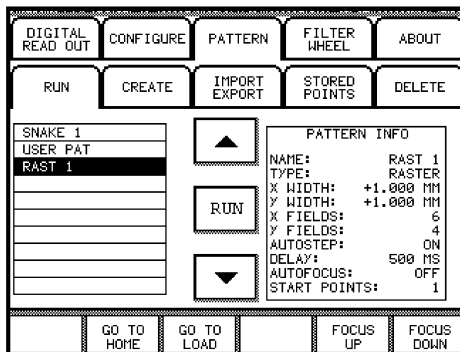 DIGITAL READ OUT
CONFIGURE
PATTERN
FILTER WHEEL
ABOUT
RUN
CREATE
IMPORT EXPORT
STORED POINTS
DELETE
SNAKE 1
USER PAT
RAST 1
RUN
PATTERN INFO
NAME: RAST 1
TYPE: RASTER
X WIDTH: +1.000 MM
Y WIDTH: +1.000 MM
X FIELDS: 6
Y FIELDS: 4
AUTOSTEP: ON
DELAY: 500 MS
AUTOFOCUS: OFF
START POINTS: 1
GO TO HOME
GO TO LOAD
FOCUS UP
FOCUS DOWN